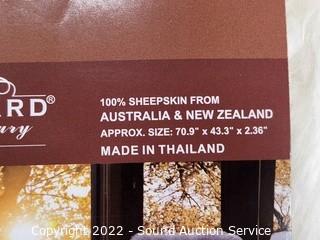 ARD®
100% SHEEPSKIN FROM
AUSTRALIA & NEW ZEALAND
APPROX. SIZE: 70.9" x 43.3" x 2.36"
MADE IN THAILAND
Copyright 2022 - Sound Auction Service